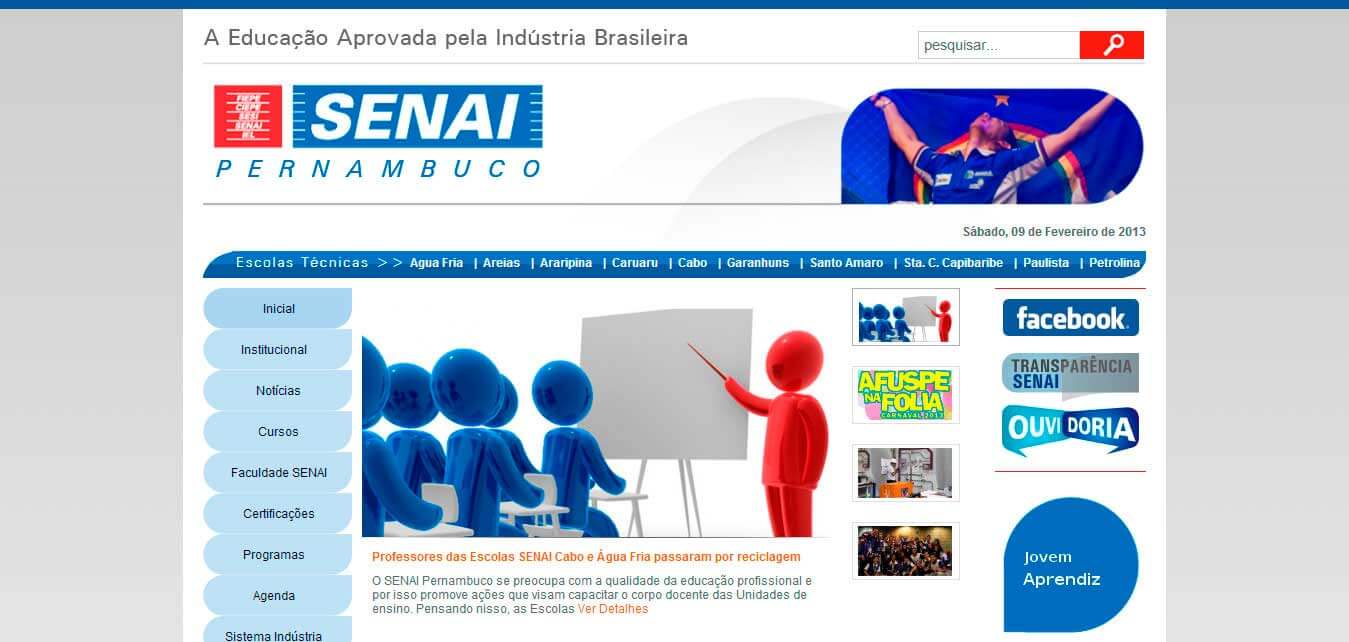 A Educação Aprovada pela Indústria Brasileira
pesquisar...
FIEPE
CIEPE
SESI
SENAI
IEL
SENAI
PERNAMBUCO
Sábado, 09 de Fevereiro de 2013
Escolas Técnicas >> Agua Fria | Areias | Araripina | Caruaru | Cabo | Garanhuns | Santo Amaro | Sta. C. Capibaribe | Paulista | Petrolina
Inicial
Institucional
Notícias
Cursos
Faculdade SENAI
Certificações
Programas
Agenda
Sistema Indústria
Professores das Escolas SENAI Cabo e Água Fria passaram por reciclagem
O SENAI Pernambuco se preocupa com a qualidade da educação profissional e
por isso promove ações que visam capacitar o corpo docente das Unidades de
ensino. Pensando nisso, as Escolas Ver Detalhes
AFUSPE
NA FOLIA
CARNAVAL 2013
facebook
TRANSPARÊNCIA
SENAI
OUVIDORIA
Jovem
Aprendiz